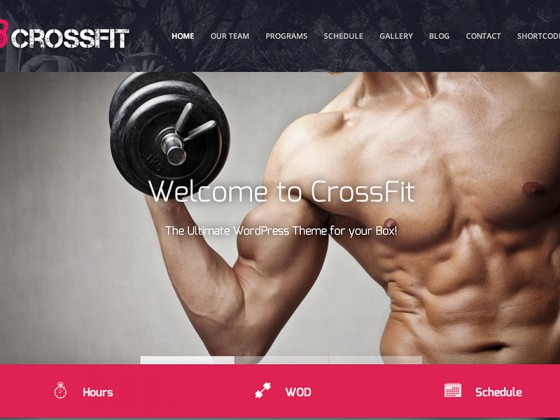 CROSSFIT
HOME OUR TEAM PROGRAMS SCHEDULE GALLERY BLOG CONTACT SHORTCODE
Welcome to CrossFit
The Ultimate WordPress Theme for your Box!
Hours WOD Schedule